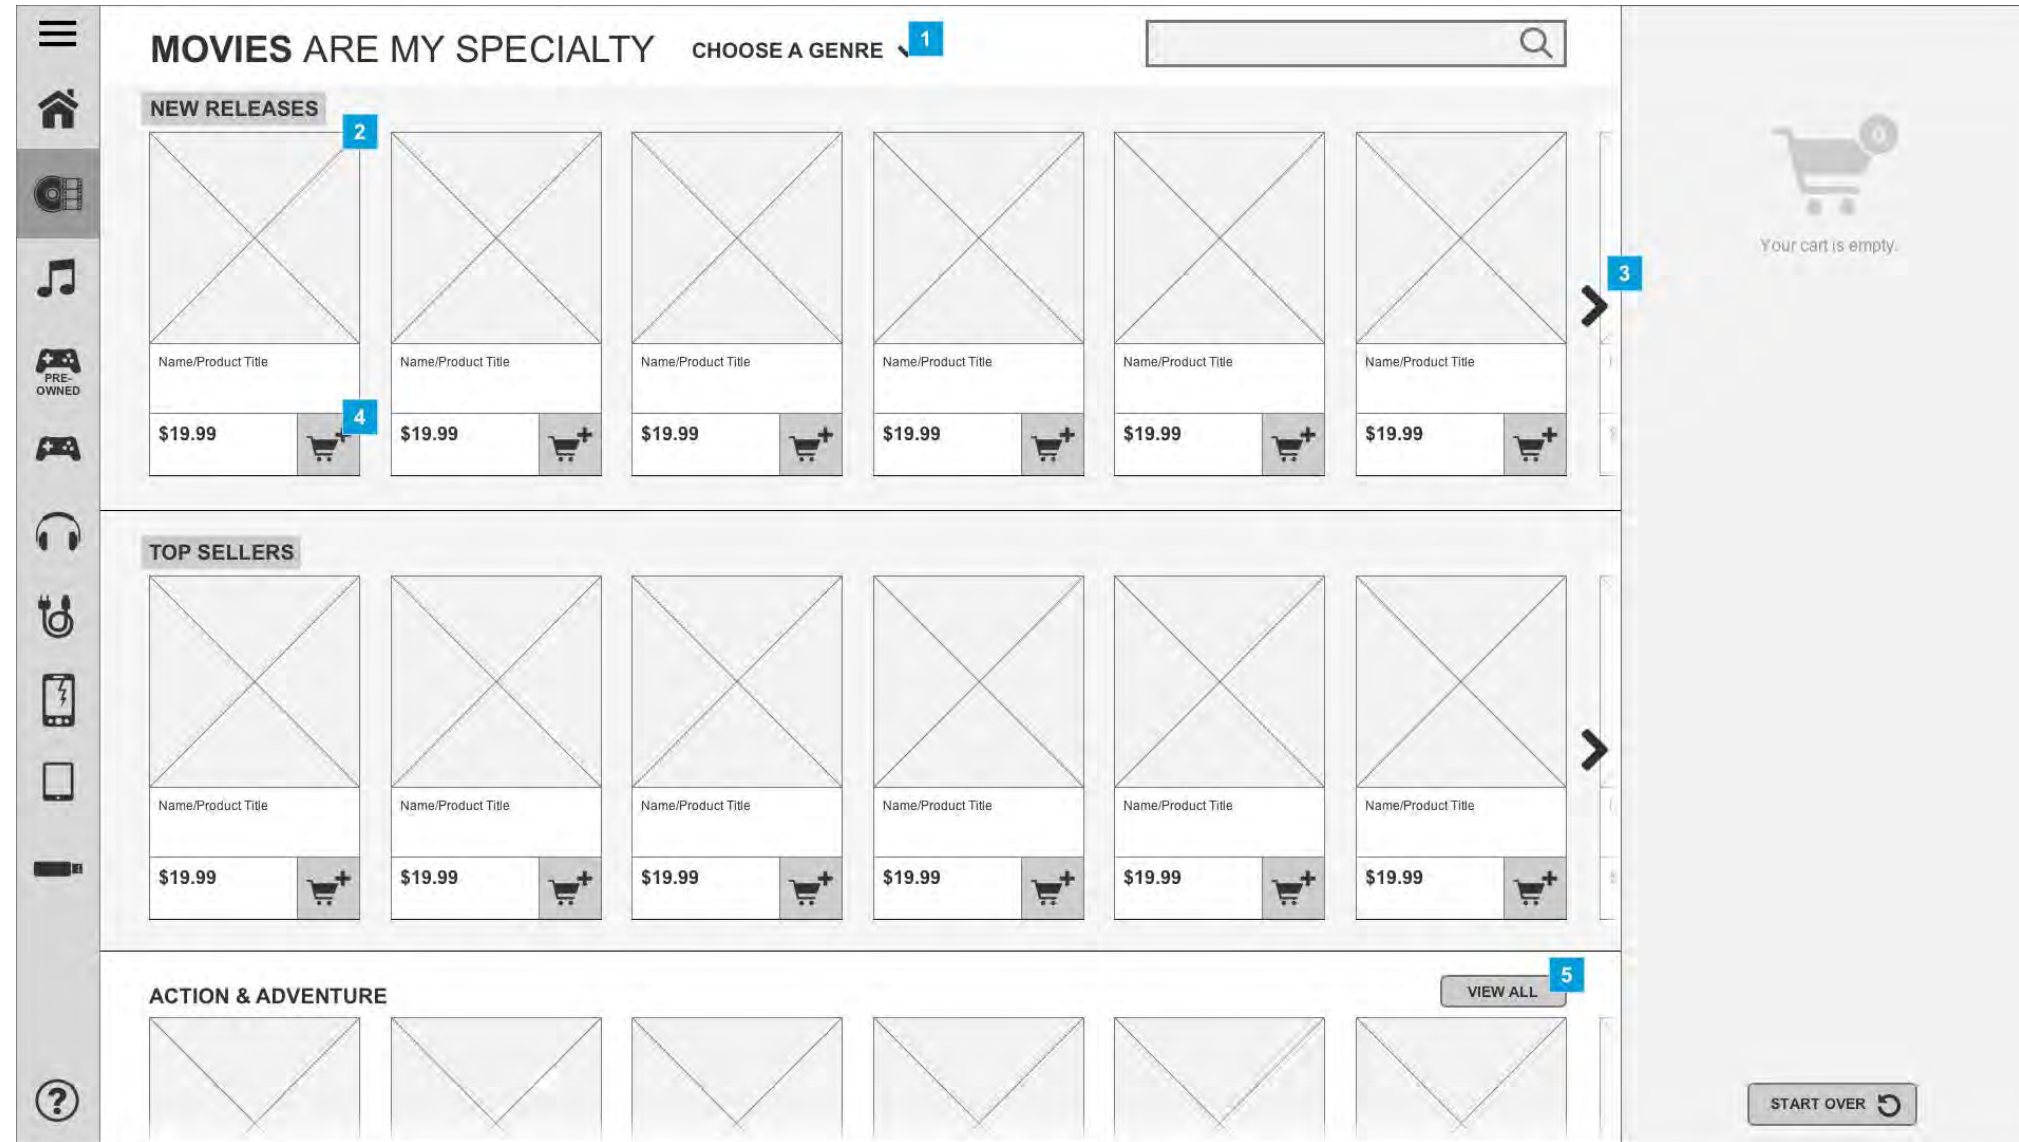 MOVIES ARE MY SPECIALTY
CHOOSE A GENRE
1
NEW RELEASES
2
3
Name/Product Title
Name/Product Title
Name/Product Title
Name/Product Title
Name/Product Title
Name/Product Title
4
$19.99
$19.99
$19.99
$19.99
$19.99
$19.99
TOP SELLERS
Name/Product Title
Name/Product Title
Name/Product Title
Name/Product Title
Name/Product Title
Name/Product Title
$19.99
$19.99
$19.99
$19.99
$19.99
$19.99
ACTION & ADVENTURE
VIEW ALL
5
PRE-
OWNED
?
0
Your cart is empty.
START OVER